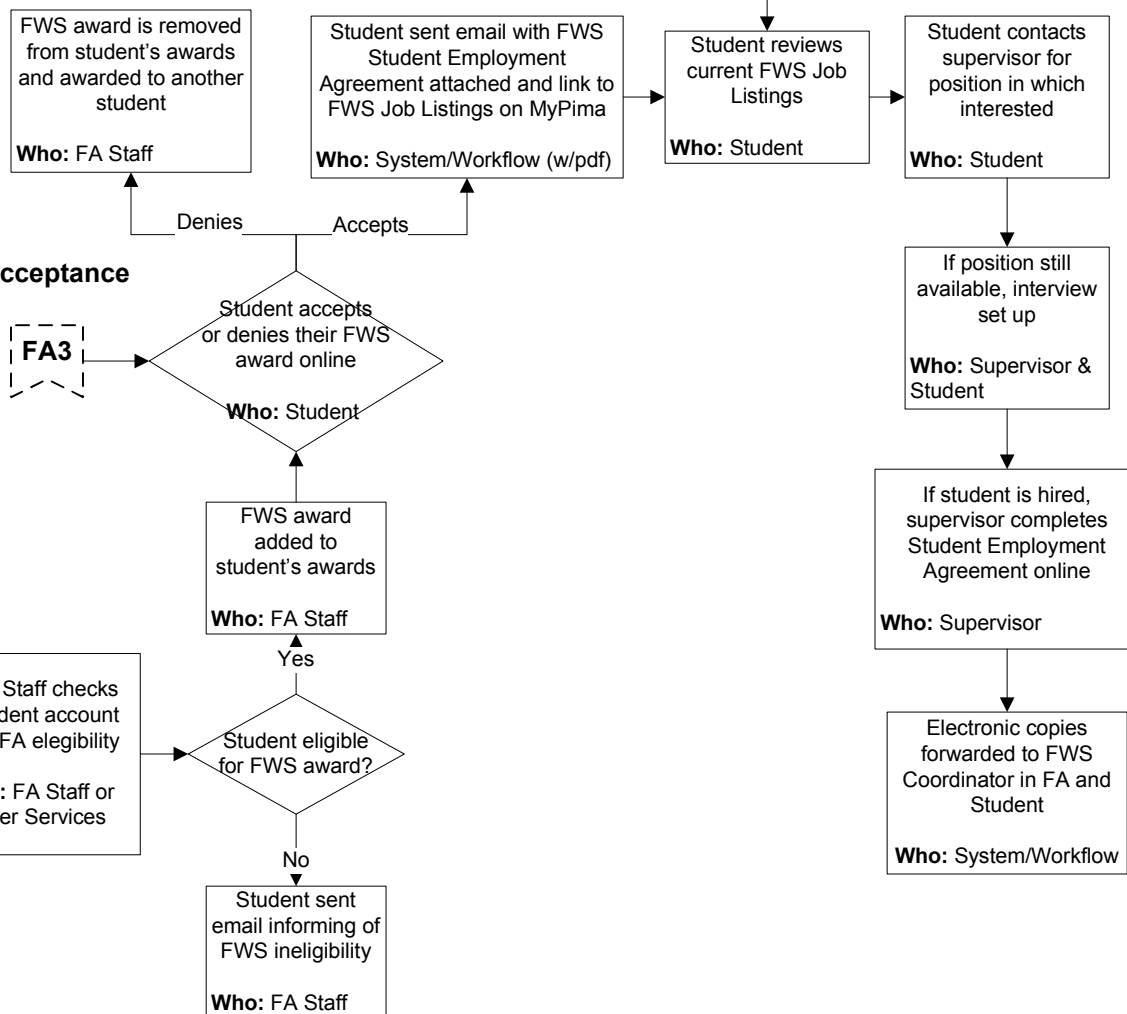 FWS award is removed
from student's awards
and awarded to another
student
Who: FA Staff
Student sent email with FWS
Student Employment
Agreement attached and link to
FWS Job Listings on MyPima
Who: System/Workflow (w/pdf)
Student reviews
current FWS Job
Listings
Who: Student
Student contacts
supervisor for
position in which
interested
Who: Student
Denies
Accepts
cceptance
FA3
Student accepts
or denies their FWS
award online
Who: Student
If position still
available, interview
set up
Who: Supervisor &
Student
FWS award
added to
student's awards
Who: FA Staff
If student is hired,
supervisor completes
Student Employment
Agreement online
Who: Supervisor
Yes
Staff checks
dent account
FA elegibility
: FA Staff or
er Services
Student eligible
for FWS award?
Electronic copies
forwarded to FWS
Coordinator in FA and
Student
Who: System/Workflow
No
Student sent
email informing of
FWS ineligibility
Who: FA Staff